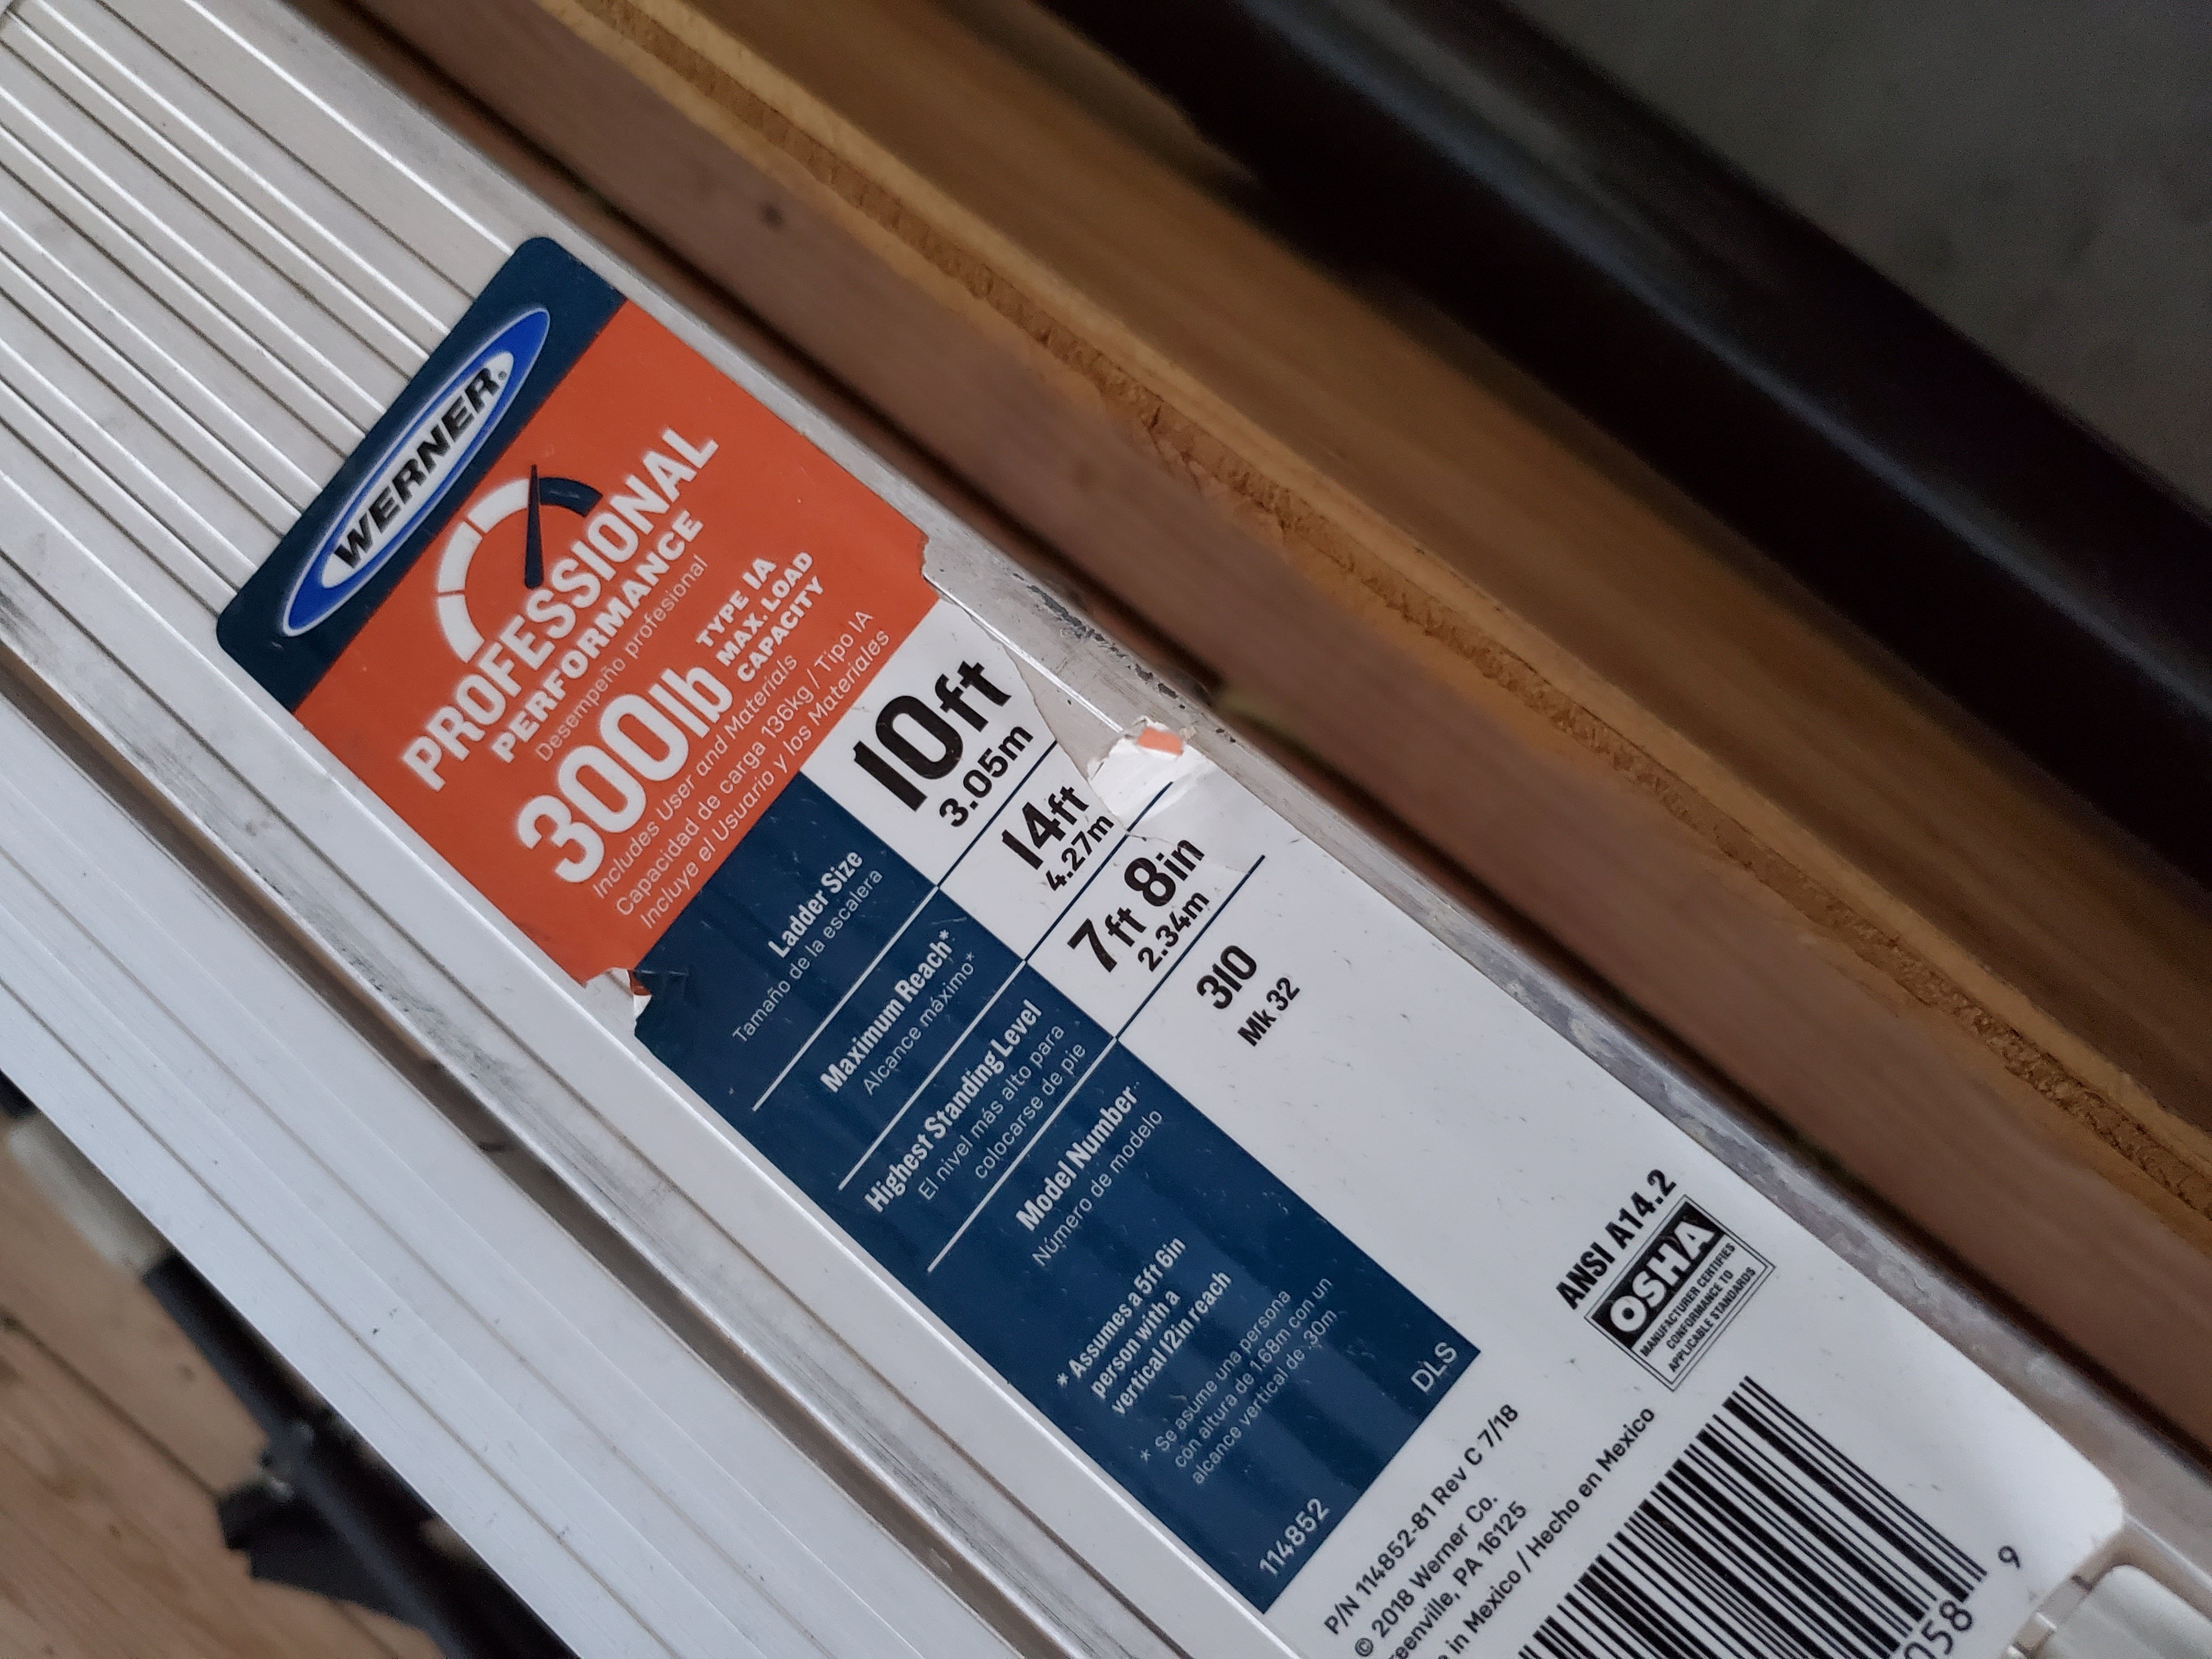 WERNER®
PROFESSIONAL
PERFORMANCE
Desempeño profesional
300lb
TYPE IA
MAX. LOAD
CAPACITY
Includes User and Materials
Capacidad de carga 136kg / Tipo IA
Incluye el Usuario y los Materiales
Ladder Size
Tamaño de la escalera
10ft
3.05m
Maximum Reach*
Alcance máximo*
14ft
4.27m
Highest Standing Level
El nivel más alto para
colocarse de pie
7ft 8in
2.34m
Model Number
Número de modelo
310
Mk 32
* Assumes a 5ft 6in
person with a
vertical 12in reach
* Se asume una persona
con altura de 1.68m con un
alcance vertical de .30m
114852
DLS
ANSI A14.2
OSHA
MANUFACTURER CERTIFIES
CONFORMANCE TO
APPLICABLE STANDARDS
P/N 114852-81 Rev C 7/18
© 2018 Werner Co.
PA 16125
in Mexico / Hecho en Mexico
058 9